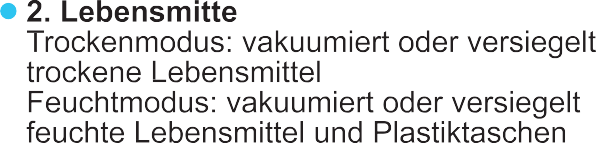 2. Lebensmitte
Trockenmodus: vakuumiert oder versiegelt
trockene Lebensmittel
Feuchtmodus: vakuumiert oder versiegelt
feuchte Lebensmittel und Plastiktaschen